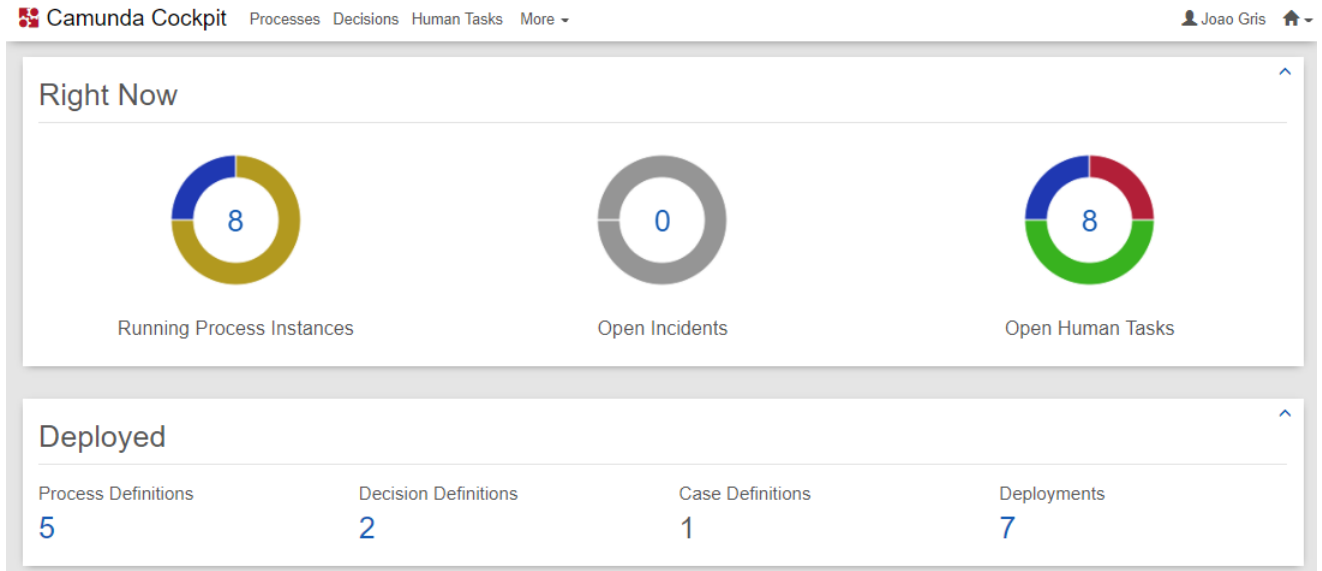 Camunda Cockpit Processes Decisions Human Tasks More Joao Gris
Right Now
8 0 8
Running Process Instances Open Incidents Open Human Tasks
Deployed
Process Definitions Decision Definitions Case Definitions Deployments
5 2 1 7